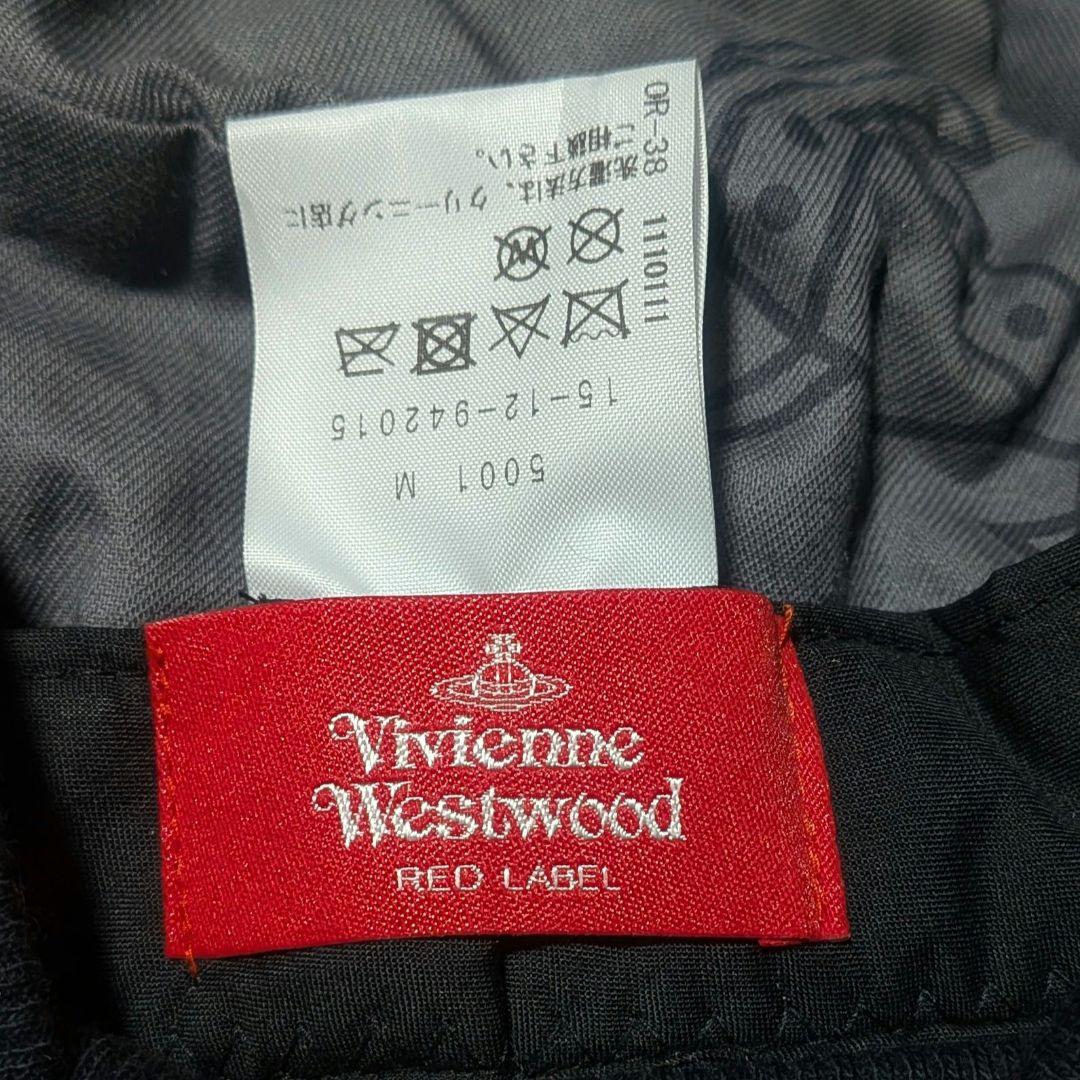 5001 M
15-12-942015
W
洗濯方法は、クリーニング店に
ご相談下さい。
OR-38 1110111
Vivienne
Westwood
RED LABEL